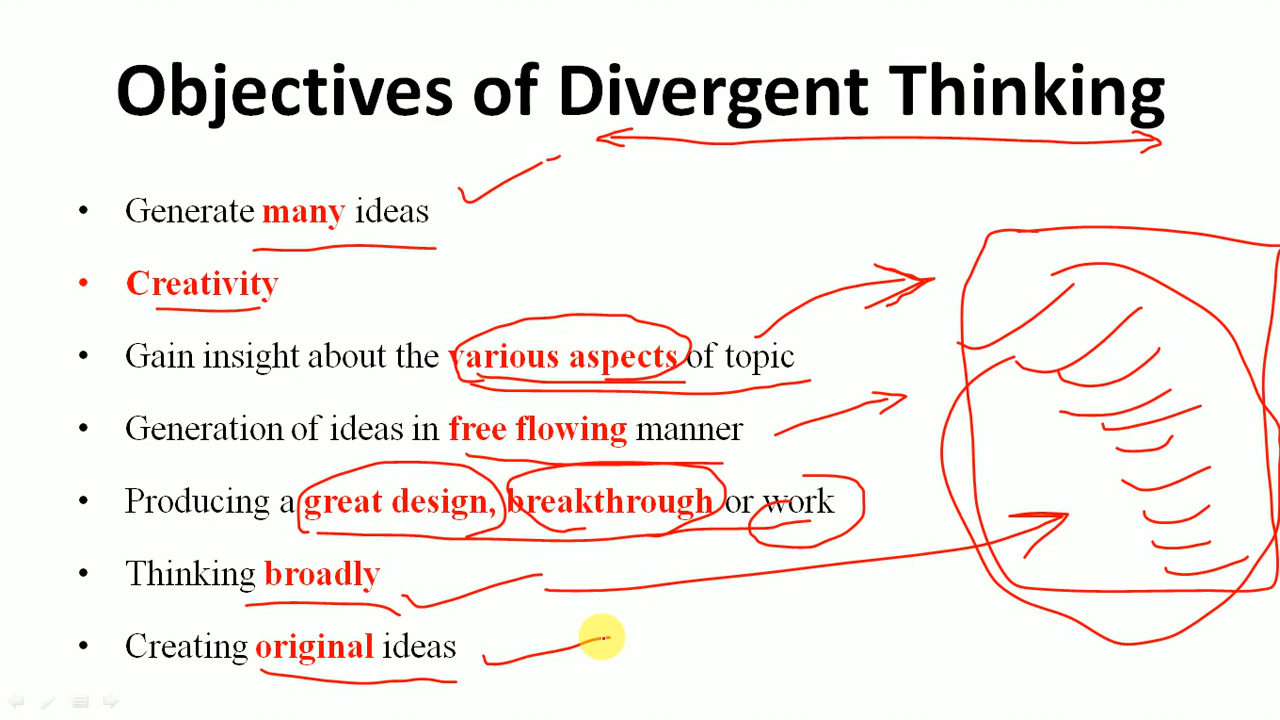 Objectives of Divergent Thinking
• Generate many ideas
• Creativity
• Gain insight about the various aspects of topic
• Generation of ideas in free flowing manner
• Producing a great design, breakthrough or work
• Thinking broadly
• Creating original ideas